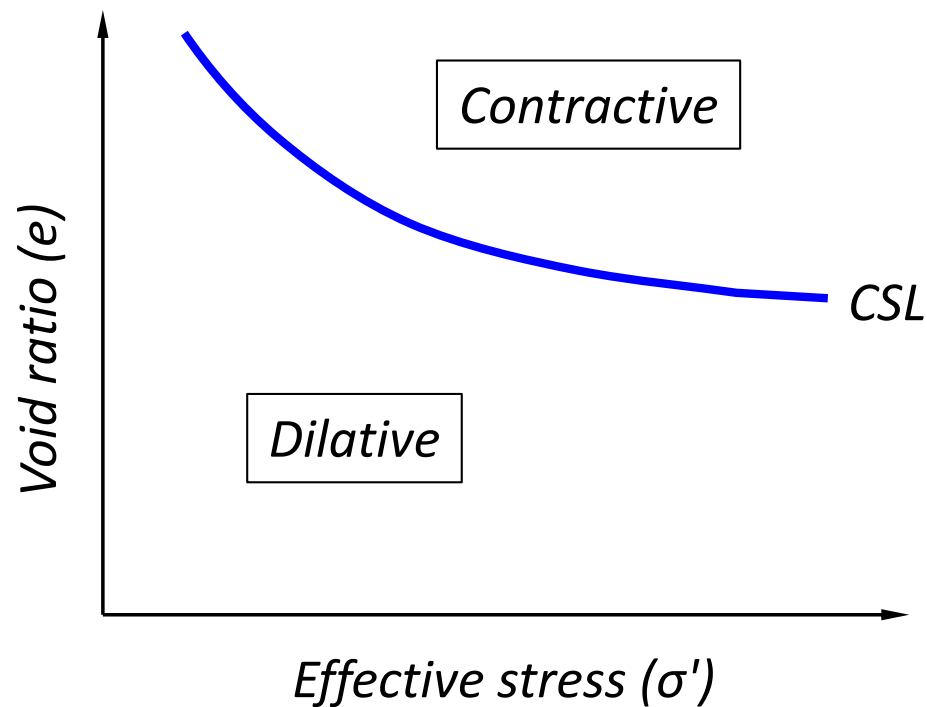 Contractive
Void ratio (e)
CSL
Dilative
Effective stress (σ')